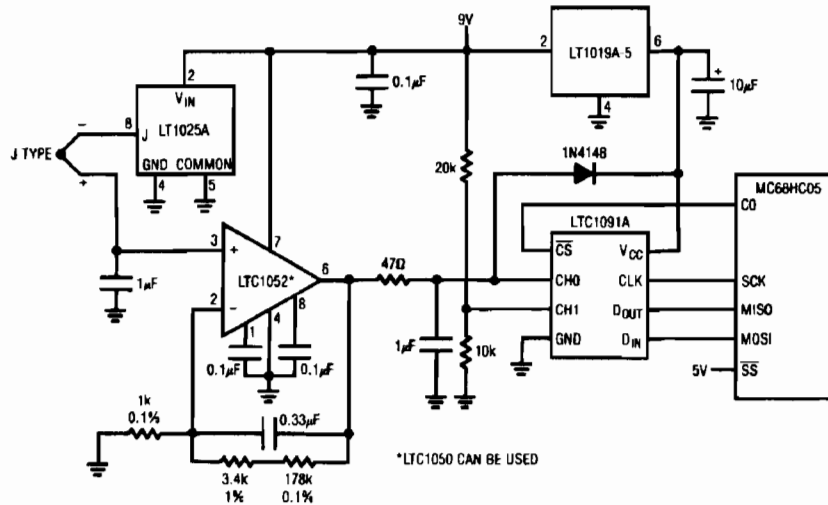 9V
2
LT1019A-5
6
4
0.1µF
+
10µF
2
VIN
8
J
LT1025A
GND
COMMON
4
5
J TYPE
−
+
20k
1N4148
MC68HC05
C0
LTC1091A
CS
VCC
CH0
CLK
SCK
CH1
DOUT
MISO
GND
DIN
MOSI
5V
SS
3
+
7
LTC1052*
6
47Ω
2
−
1
4
8
1µF
0.1µF
0.1µF
1µF
10k
1k
0.1%
0.33µF
3.4k
1%
178k
0.1%
*LTC1050 CAN BE USED